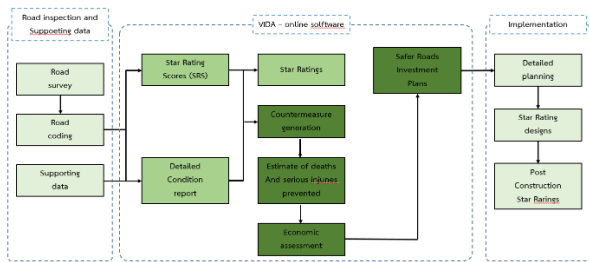 Road inspection and
Suppoeting data
Road
survey
Road
coding
Supporting
data
VIDA – online soltware
Star Rating
Scores (SRS)
Detailed
Condition
report
Star Ratings
Countermeasure
generation
Estimate of deaths
And serious injunes
prevented
Economic
assessment
Safer Roads
Investment
Plans
Implementation
Detailed
planning
Star Rating
designs
Post
Construction
Star Rarings